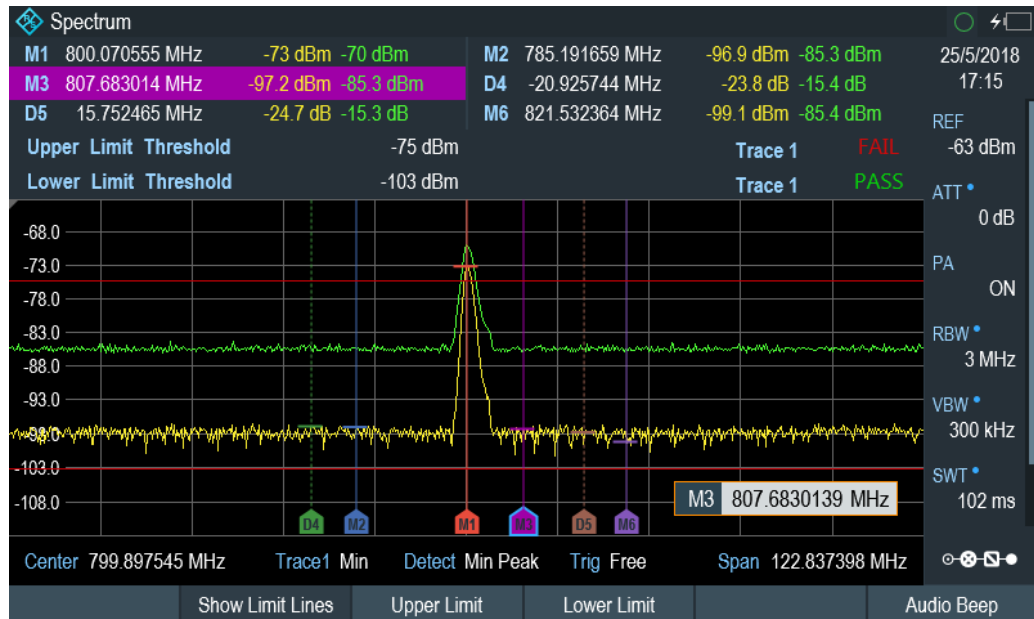 Spectrum
M1 800.070555 MHz -73 dBm -70 dBm M2 785.191659 MHz -96.9 dBm -85.3 dBm 25/5/2018
M3 807.683014 MHz -97.2 dBm -85.3 dBm D4 -20.925744 MHz -23.8 dB -15.4 dB 17:15
D5 15.752465 MHz -24.7 dB -15.3 dB M6 821.532364 MHz -99.1 dBm -85.4 dBm
Upper Limit Threshold -75 dBm Trace 1 FAIL
Lower Limit Threshold -103 dBm Trace 1 PASS
REF
-63 dBm
ATT
0 dB
PA
ON
RBW
3 MHz
VBW
300 kHz
SWT
102 ms
-68.0
-73.0
-78.0
-83.0
-88.0
-93.0
-98.0
-103.0
-108.0
M3 807.6830139 MHz
D4 M2 M1 M3 D5 M6
Center 799.897545 MHz Trace1 Min Detect Min Peak Trig Free Span 122.837398 MHz
Show Limit Lines Upper Limit Lower Limit Audio Beep